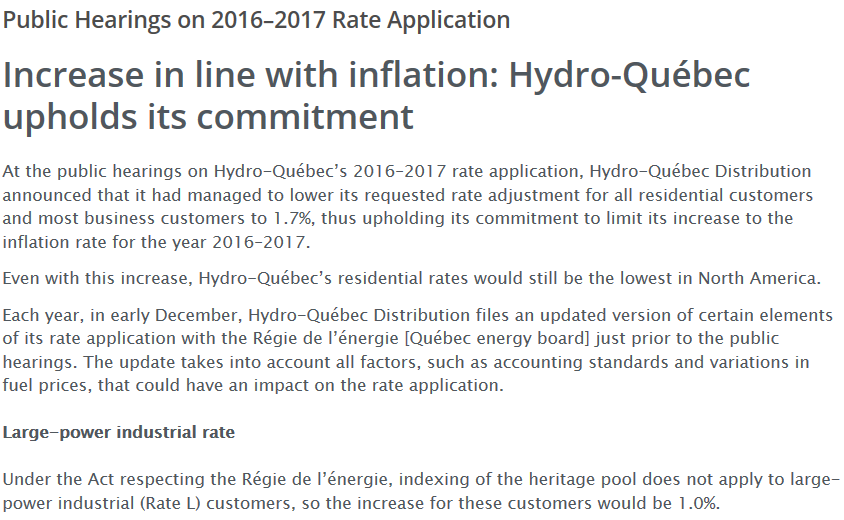 Public Hearings on 2016–2017 Rate Application
Increase in line with inflation: Hydro-Québec
upholds its commitment
At the public hearings on Hydro-Québec’s 2016–2017 rate application, Hydro-Québec Distribution
announced that it had managed to lower its requested rate adjustment for all residential customers
and most business customers to 1.7%, thus upholding its commitment to limit its increase to the
inflation rate for the year 2016–2017.
Even with this increase, Hydro-Québec’s residential rates would still be the lowest in North America.
Each year, in early December, Hydro-Québec Distribution files an updated version of certain elements
of its rate application with the Régie de l’énergie [Québec energy board] just prior to the public
hearings. The update takes into account all factors, such as accounting standards and variations in
fuel prices, that could have an impact on the rate application.
Large-power industrial rate
Under the Act respecting the Régie de l’énergie, indexing of the heritage pool does not apply to large-
power industrial (Rate L) customers, so the increase for these customers would be 1.0%.